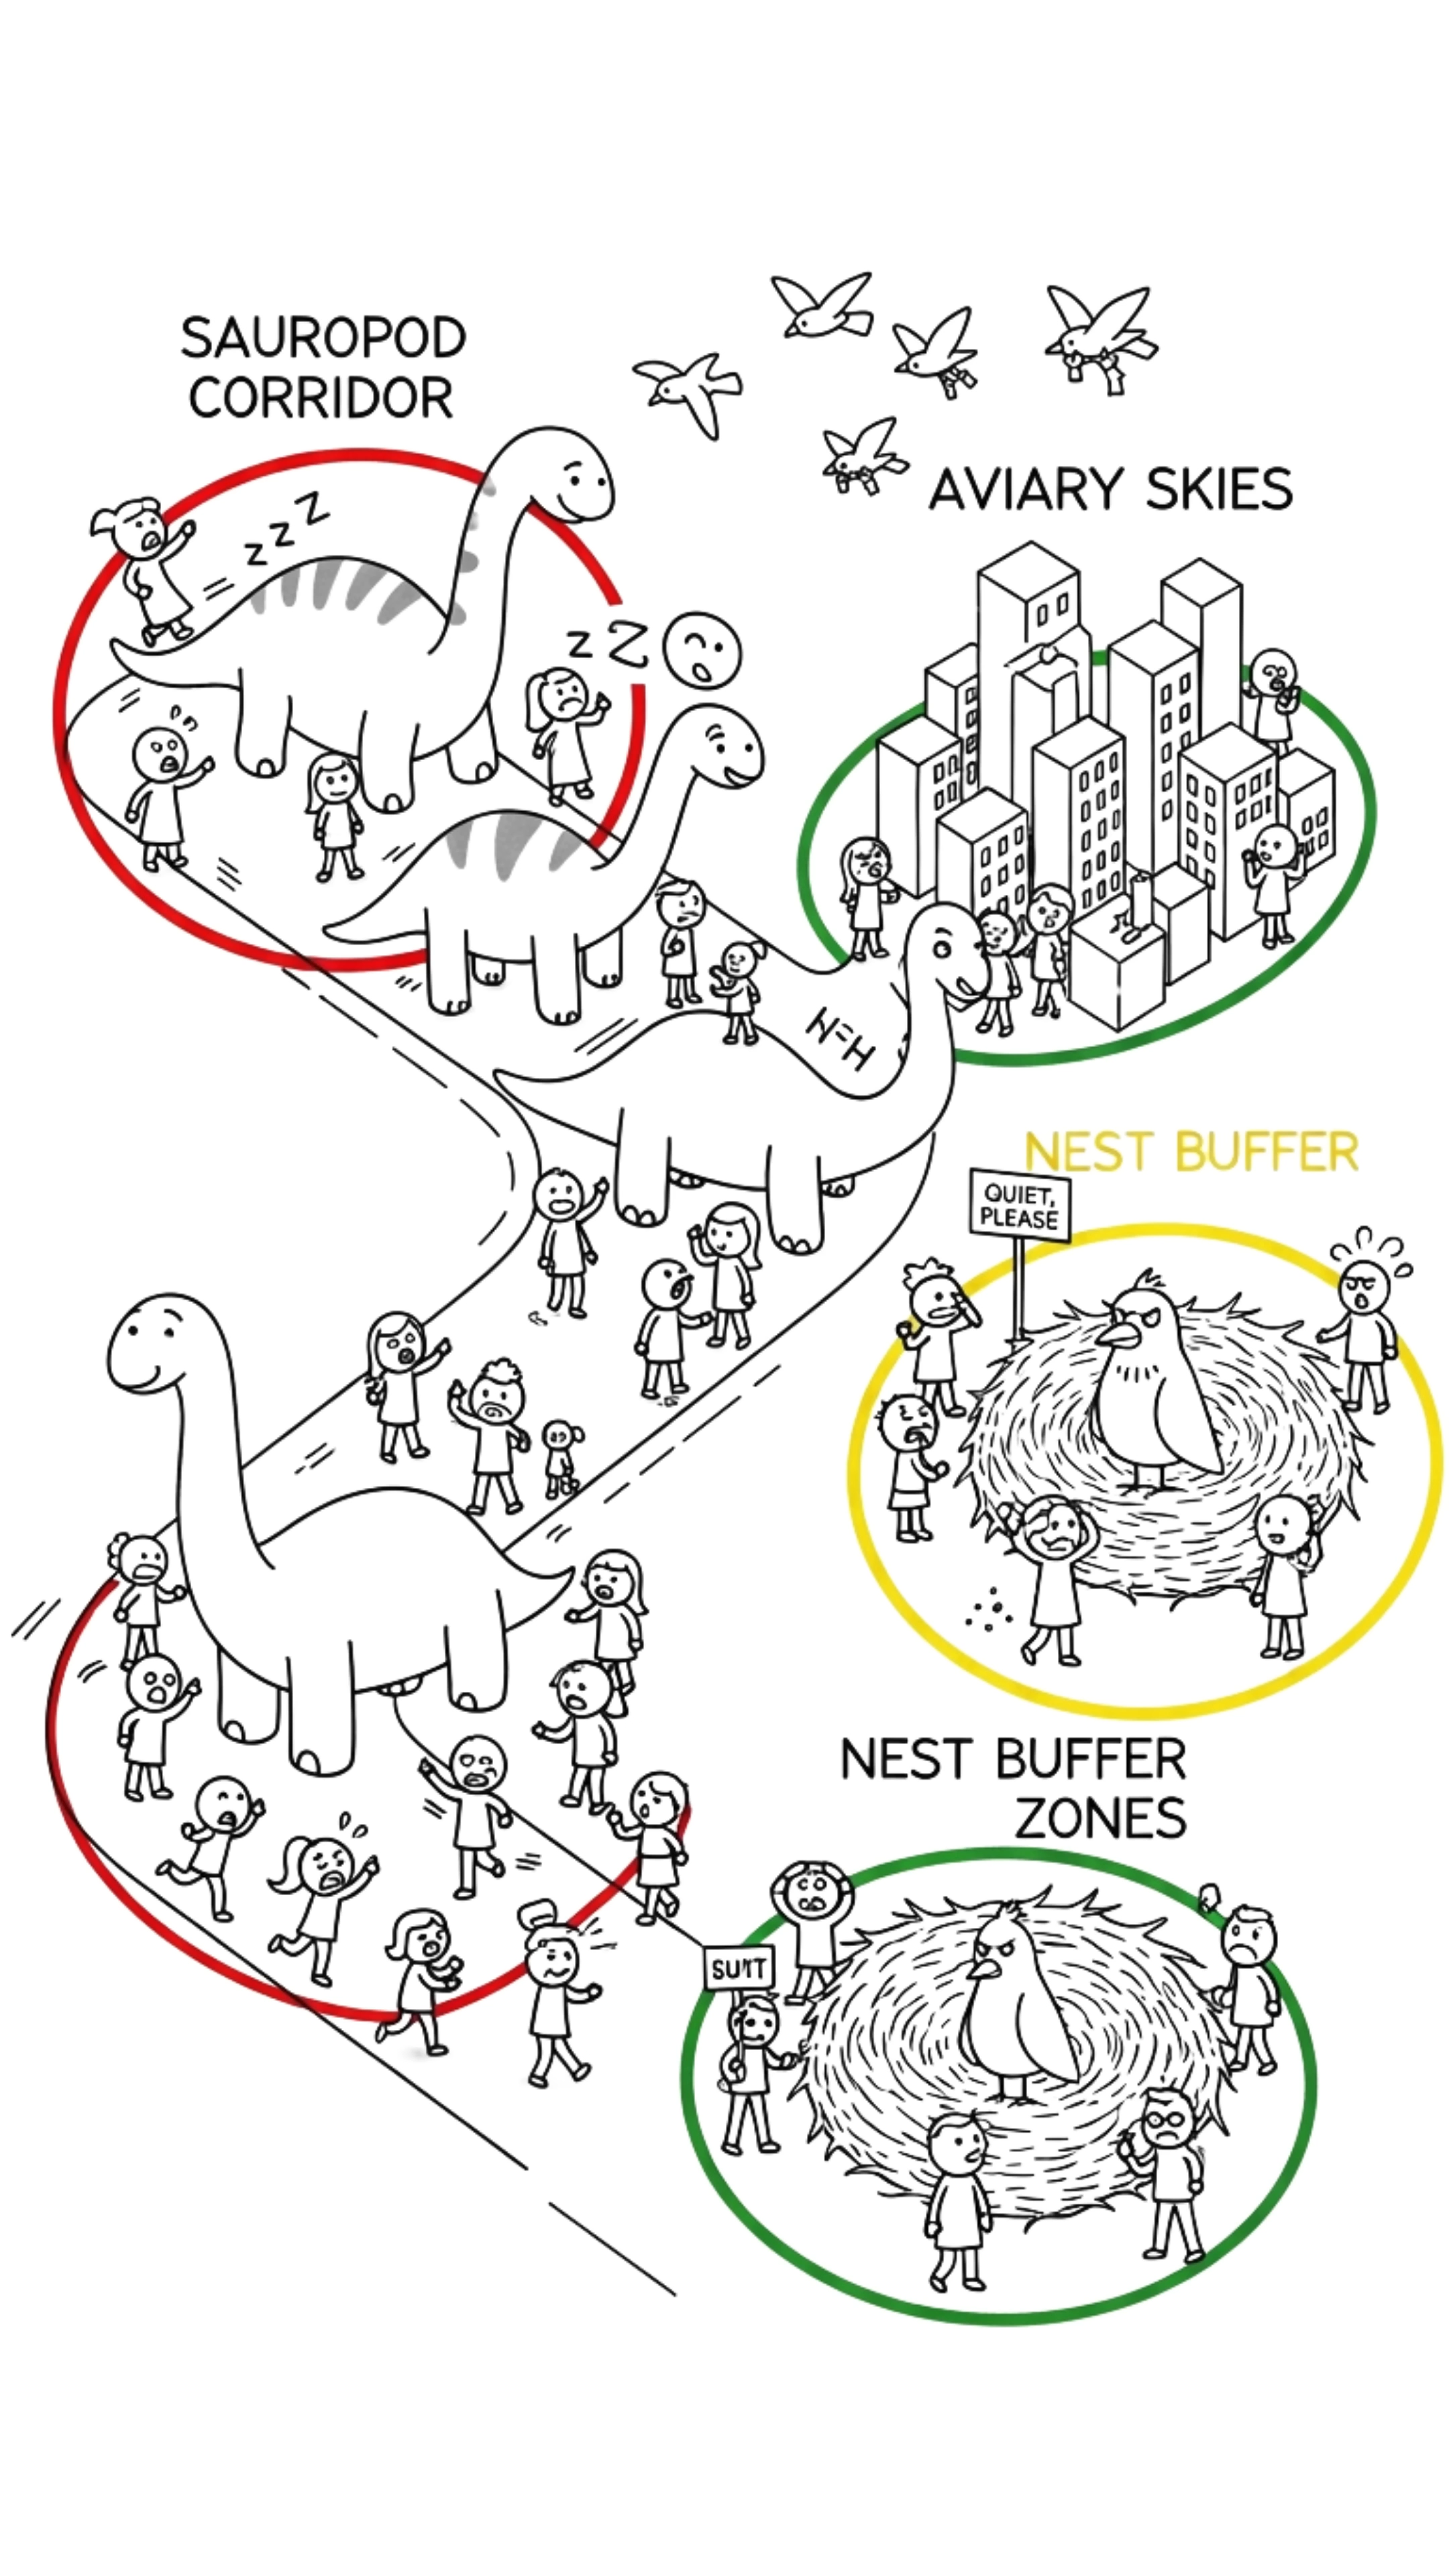 SAUROPOD
CORRIDOR
AVIARY SKIES
z z Z
z Z
NEST BUFFER
QUIET,
PLEASE
NEST BUFFER
ZONES